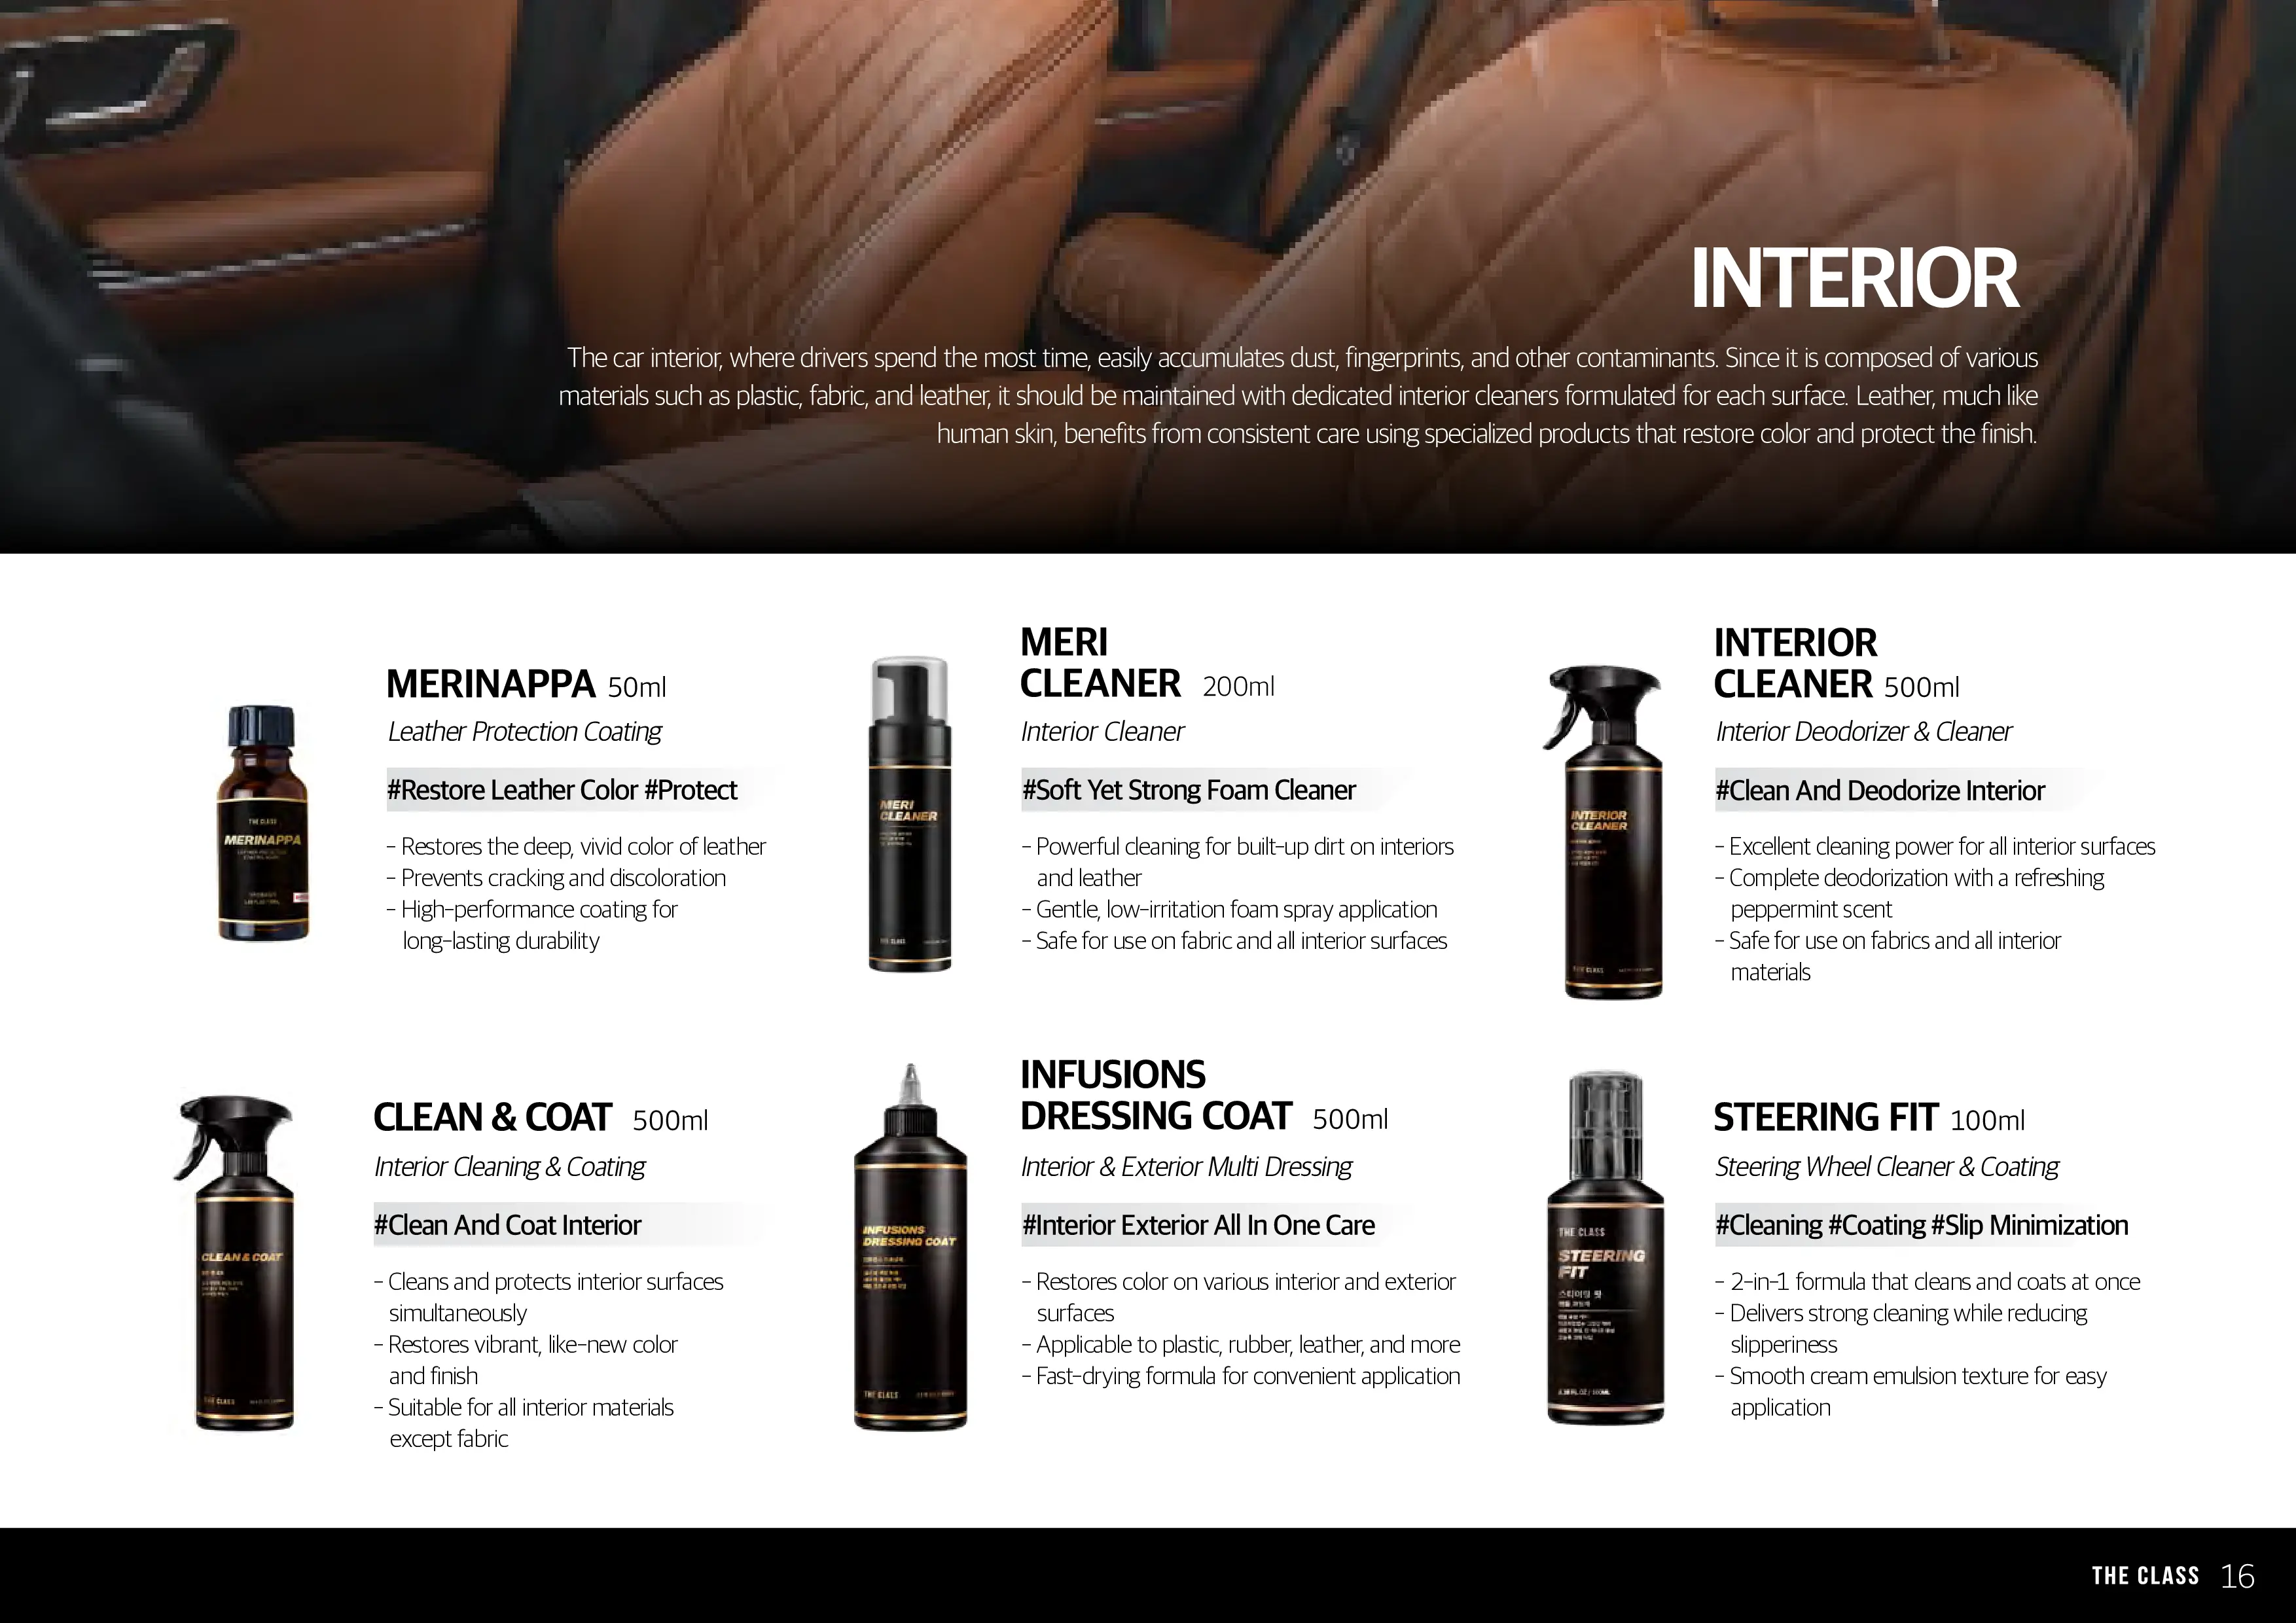 INTERIOR
The car interior, where drivers spend the most time, easily accumulates dust, fingerprints, and other contaminants. Since it is composed of various
materials such as plastic, fabric, and leather, it should be maintained with dedicated interior cleaners formulated for each surface. Leather, much like
human skin, benefits from consistent care using specialized products that restore color and protect the finish.
THE CLASS
MERINAPPA
MERINAPPA 50ml
Leather Protection Coating
#Restore Leather Color #Protect
- Restores the deep, vivid color of leather
- Prevents cracking and discoloration
- High-performance coating for
long-lasting durability
MERI
CLEANER
THE CLASS
MERI
CLEANER 200ml
Interior Cleaner
#Soft Yet Strong Foam Cleaner
- Powerful cleaning for built-up dirt on interiors
and leather
- Gentle, low-irritation foam spray application
- Safe for use on fabric and all interior surfaces
INTERIOR
CLEANER
THE CLASS
INTERIOR
CLEANER 500ml
Interior Deodorizer & Cleaner
#Clean And Deodorize Interior
- Excellent cleaning power for all interior surfaces
- Complete deodorization with a refreshing
peppermint scent
- Safe for use on fabrics and all interior
materials
CLEAN & COAT
THE CLASS
CLEAN & COAT 500ml
Interior Cleaning & Coating
#Clean And Coat Interior
- Cleans and protects interior surfaces
simultaneously
- Restores vibrant, like-new color
and finish
- Suitable for all interior materials
except fabric
INFUSIONS
DRESSING COAT
THE CLASS
INFUSIONS
DRESSING COAT 500ml
Interior & Exterior Multi Dressing
#Interior Exterior All In One Care
- Restores color on various interior and exterior
surfaces
- Applicable to plastic, rubber, leather, and more
- Fast-drying formula for convenient application
THE CLASS
STEERING
FIT
스티어링 핏
STEERING FIT 100ml
Steering Wheel Cleaner & Coating
#Cleaning #Coating #Slip Minimization
- 2-in-1 formula that cleans and coats at once
- Delivers strong cleaning while reducing
slipperiness
- Smooth cream emulsion texture for easy
application
THE CLASS 16